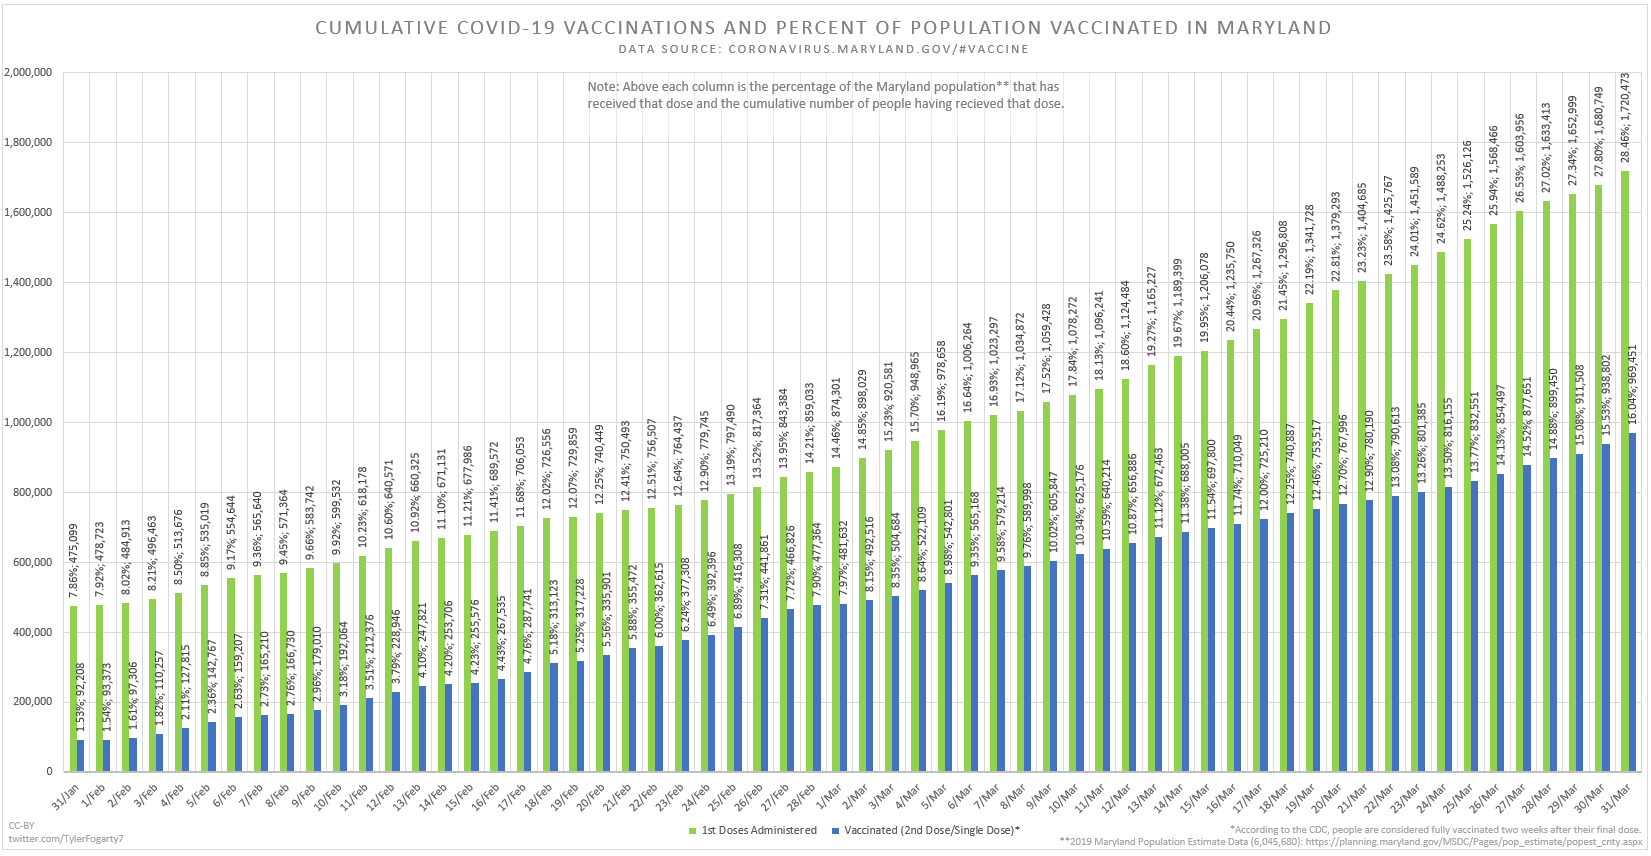 CUMULATIVE COVID-19 VACCINATIONS AND PERCENT OF POPULATION VACCINATED IN MARYLAND
DATA SOURCE: CORONAVIRUS.MARYLAND.GOV/#VACCINE
Note: Above each column is the percentage of the Maryland population** that has
received that dose and the cumulative number of people having recieved that dose.
2,000,000
1,800,000
1,600,000
1,400,000
1,200,000
1,000,000
800,000
600,000
400,000
200,000
0
7.86%; 475,099
1.53%; 92,208
7.92%; 478,723
1.54%; 93,373
8.02%; 484,913
1.61%; 97,306
8.21%; 496,463
1.82%; 110,257
8.50%; 513,676
2.11%; 127,815
8.85%; 535,019
2.36%; 142,767
9.17%; 554,644
2.63%; 159,207
9.36%; 565,640
2.73%; 165,210
9.45%; 571,364
2.76%; 166,730
9.66%; 583,742
2.96%; 179,010
9.92%; 599,532
3.18%; 192,064
10.23%; 618,178
3.51%; 212,376
10.60%; 640,571
3.79%; 228,946
10.92%; 660,325
4.10%; 247,821
11.10%; 671,131
4.20%; 253,706
11.21%; 677,986
4.23%; 255,576
11.41%; 689,572
4.43%; 267,535
11.68%; 706,053
4.76%; 287,741
12.02%; 726,556
5.18%; 313,123
12.07%; 729,859
5.25%; 317,228
12.25%; 740,449
5.56%; 335,901
12.41%; 750,493
5.88%; 355,472
12.51%; 756,507
6.00%; 362,615
12.64%; 764,437
6.24%; 377,308
12.90%; 779,745
6.49%; 392,396
13.19%; 797,490
6.89%; 416,308
13.52%; 817,364
7.31%; 441,861
13.95%; 843,384
7.72%; 466,826
14.21%; 859,033
7.90%; 477,364
14.46%; 874,301
7.97%; 481,632
14.85%; 898,029
8.15%; 492,516
15.23%; 920,581
8.35%; 504,684
15.70%; 948,965
8.64%; 522,109
16.19%; 978,658
8.98%; 542,801
16.64%; 1,006,264
9.35%; 565,168
16.93%; 1,023,297
9.58%; 579,214
17.12%; 1,034,872
9.76%; 589,998
17.52%; 1,059,428
10.02%; 605,847
17.84%; 1,078,272
10.34%; 625,176
18.13%; 1,096,241
10.59%; 640,214
18.60%; 1,124,484
10.87%; 656,886
19.27%; 1,165,227
11.12%; 672,463
19.67%; 1,189,399
11.38%; 688,005
19.95%; 1,206,078
11.54%; 697,800
20.44%; 1,235,750
11.74%; 710,049
20.96%; 1,267,326
12.00%; 725,210
21.45%; 1,296,808
12.25%; 740,887
22.19%; 1,341,728
12.46%; 753,517
22.81%; 1,379,293
12.70%; 767,996
23.23%; 1,404,685
12.90%; 780,190
23.58%; 1,425,767
13.08%; 790,613
24.01%; 1,451,589
13.26%; 801,385
24.62%; 1,488,253
13.50%; 816,155
25.24%; 1,526,126
13.77%; 832,551
25.94%; 1,568,466
14.13%; 854,497
26.53%; 1,603,956
14.52%; 877,651
27.02%; 1,633,413
14.88%; 899,450
27.34%; 1,652,999
15.08%; 911,508
27.80%; 1,680,749
15.53%; 938,802
28.46%; 1,720,473
16.04%; 969,451
31/Jan
1/Feb
2/Feb
3/Feb
4/Feb
5/Feb
6/Feb
7/Feb
8/Feb
9/Feb
10/Feb
11/Feb
12/Feb
13/Feb
14/Feb
15/Feb
16/Feb
17/Feb
18/Feb
19/Feb
20/Feb
21/Feb
22/Feb
23/Feb
24/Feb
25/Feb
26/Feb
27/Feb
28/Feb
1/Mar
2/Mar
3/Mar
4/Mar
5/Mar
6/Mar
7/Mar
8/Mar
9/Mar
10/Mar
11/Mar
12/Mar
13/Mar
14/Mar
15/Mar
16/Mar
17/Mar
18/Mar
19/Mar
20/Mar
21/Mar
22/Mar
23/Mar
24/Mar
25/Mar
26/Mar
27/Mar
28/Mar
29/Mar
30/Mar
31/Mar
CC-BY
twitter.com/TylerFogarty7
1st Doses Administered
Vaccinated (2nd Dose/Single Dose)*
*According to the CDC, people are considered fully vaccinated two weeks after their final dose.
**2019 Maryland Population Estimate Data (6,045,680): https://planning.maryland.gov/MSDC/Pages/pop_estimate/popest_cnty.aspx